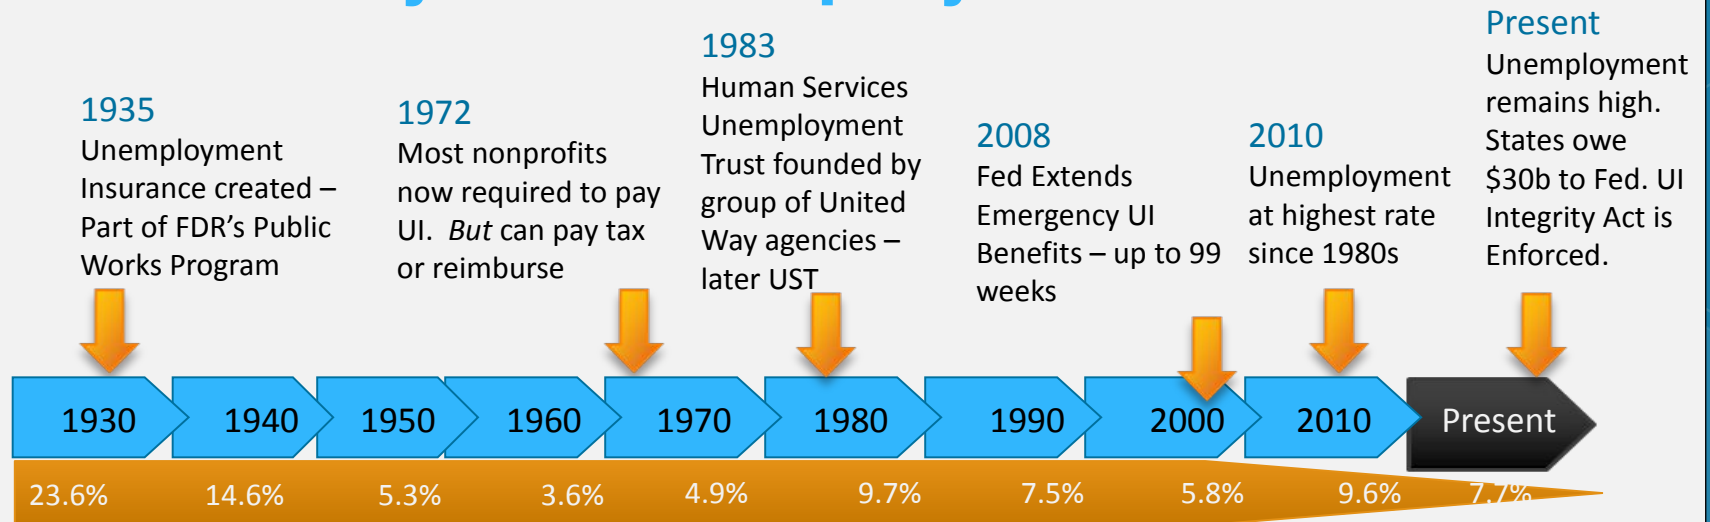 1935
Unemployment
Insurance created –
Part of FDR's Public
Works Program
1972
Most nonprofits
now required to pay
UI.  But can pay tax
or reimburse
1983
Human Services
Unemployment
Trust founded by
group of United
Way agencies –
later UST
2008
Fed Extends
Emergency UI
Benefits – up to 99
weeks
2010
Unemployment
at highest rate
since 1980s
Present
Unemployment
remains high.
States owe
$30b to Fed. UI
Integrity Act is
Enforced.
1930 1940 1950 1960 1970 1980 1990 2000 2010 Present
23.6% 14.6% 5.3% 3.6% 4.9% 9.7% 7.5% 5.8% 9.6% 7.7%